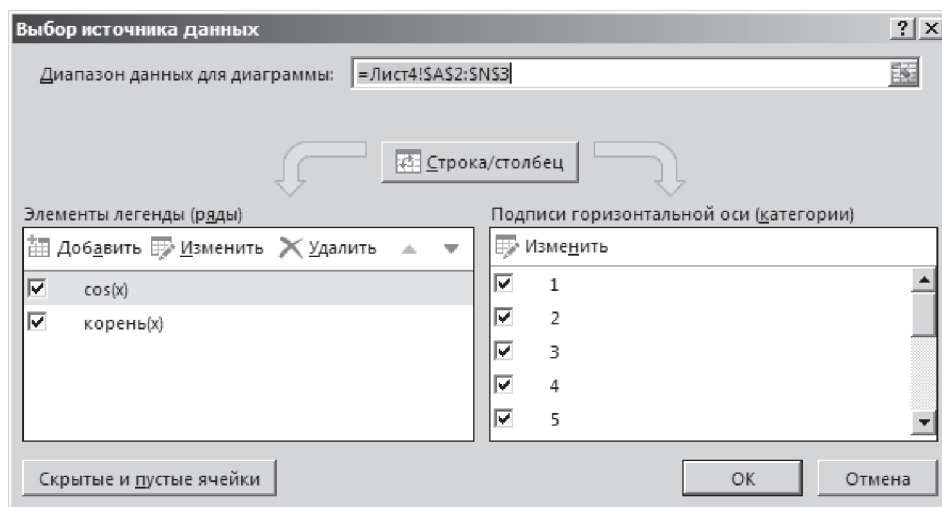 Выбор источника данных
Диапазон данных для диаграммы: =Лист4!$A$2:$N$3
Строка/столбец
Элементы легенды (ряды)
Подписи горизонтальной оси (категории)
Добавить Изменить Удалить
Изменить
cos(x)
корень(x)
1
2
3
4
5
Скрытые и пустые ячейки
ОК
Отмена